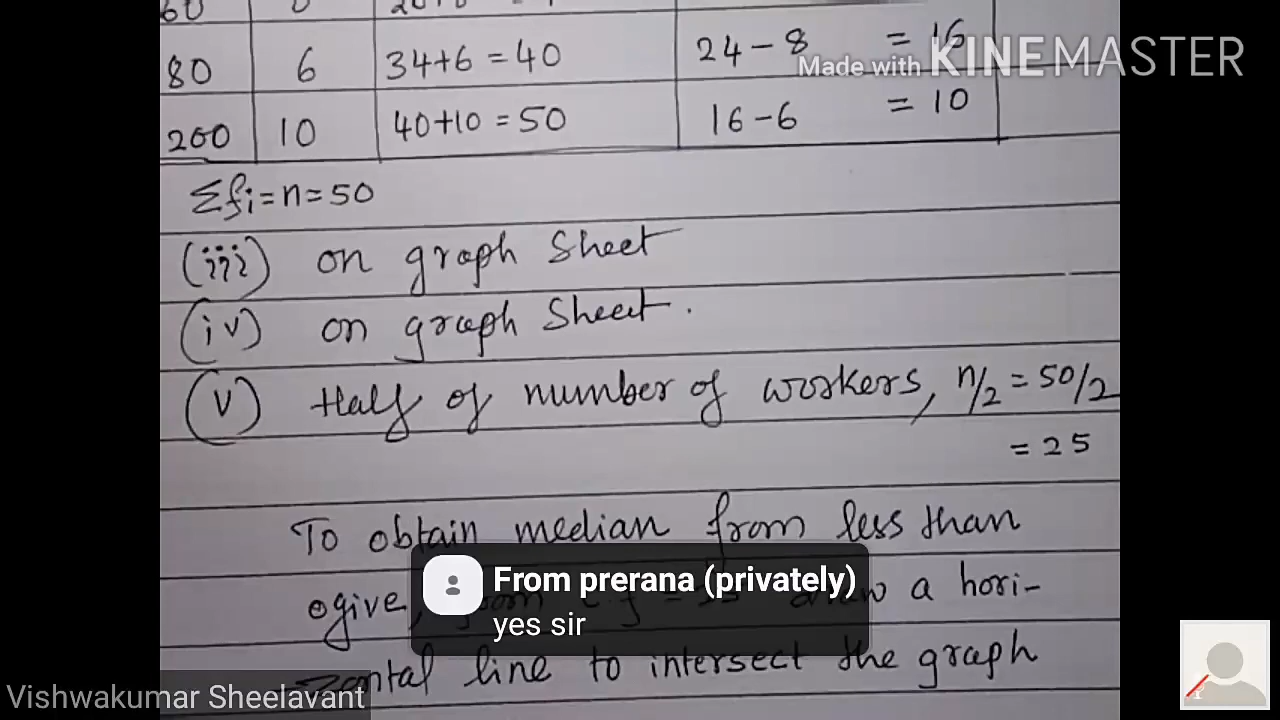 80 6 34+6 = 40 24 - 8 = 16
Made with KINEMASTER
200 10 40+10 = 50 16 - 6 = 10
Σfi = n = 50
(iii) on graph Sheet
(iv) on graph Sheet.
(v) Half of number of workers, n/2 = 50/2
= 25
To obtain median from less than
ogive, a hori-
zontal line to intersect the graph
From prerana (privately)
yes sir
Vishwakumar Sheelavant